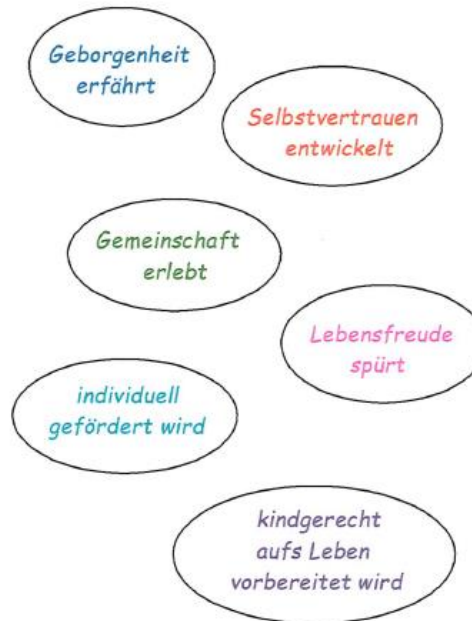 Geborgenheit
erfährt
Selbstvertrauen
entwickelt
Gemeinschaft
erlebt
Lebensfreude
spürt
individuell
gefördert wird
kindgerecht
aufs Leben
vorbereitet wird